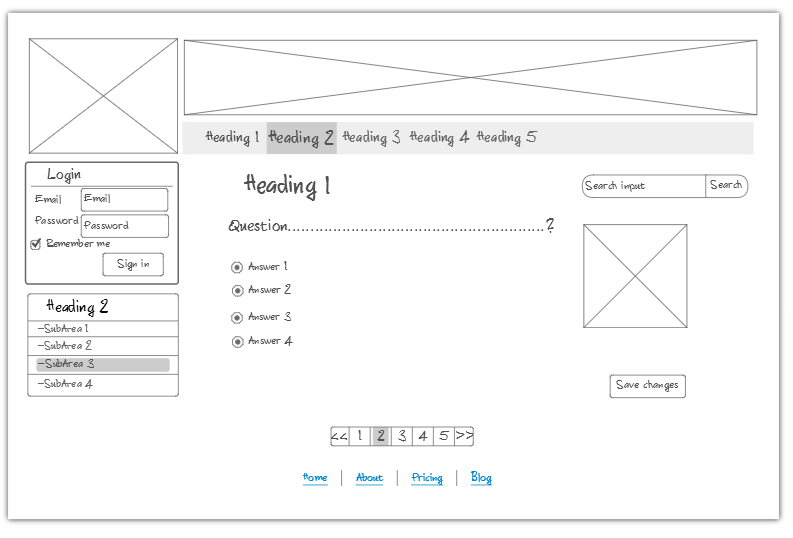 Heading 1 Heading 2 Heading 3 Heading 4 Heading 5
Login
Email Email
Password Password
Remember me
Sign in
Heading 2
-SubArea 1
-SubArea 2
-SubArea 3
-SubArea 4
Heading 1
Search input Search
Question.......................................................?
Answer 1
Answer 2
Answer 3
Answer 4
Save changes
<< 1 2 3 4 5 >>
Home | About | Pricing | Blog